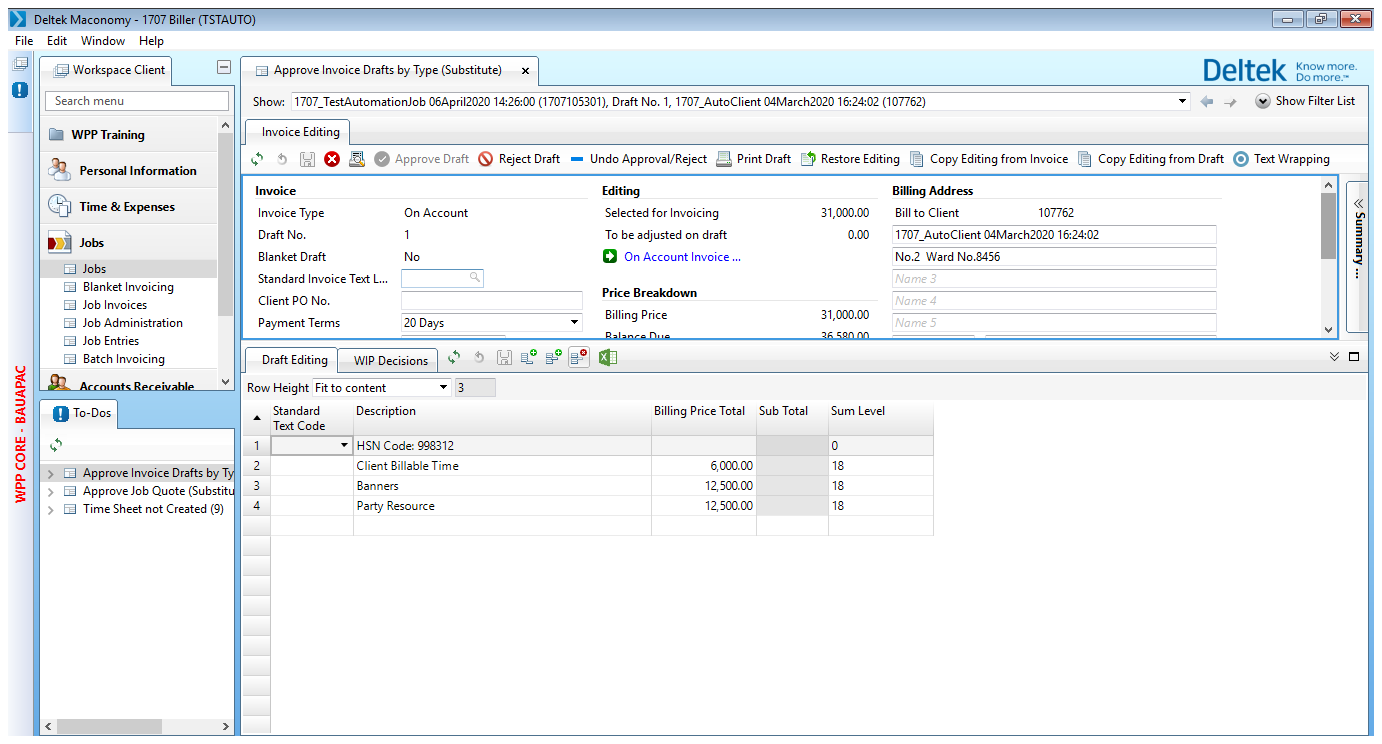 Deltek Maconomy - 1707 Biller (TSTAUTO)
File Edit Window Help
Workspace Client
Search menu
WPP Training
Personal Information
Time & Expenses
Jobs
Jobs
Blanket Invoicing
Job Invoices
Job Administration
Job Entries
Batch Invoicing
Accounts Receivable
WPP CORE - BAUAPAC
To-Dos
Approve Invoice Drafts by Ty
Approve Job Quote (Substitu
Time Sheet not Created (9)
Approve Invoice Drafts by Type (Substitute)
Deltek Know more.
Do more.™
Show: 1707_TestAutomationJob 06April2020 14:26:00 (1707105301), Draft No. 1, 1707_AutoClient 04March2020 16:24:02 (107762) Show Filter List
Invoice Editing
Approve Draft Reject Draft Undo Approval/Reject Print Draft Restore Editing Copy Editing from Invoice Copy Editing from Draft Text Wrapping
Invoice Editing Billing Address
Invoice Type On Account Selected for Invoicing 31,000.00 Bill to Client 107762
Draft No. 1 To be adjusted on draft 0.00 1707_AutoClient 04March2020 16:24:02
Blanket Draft No On Account Invoice ... No.2 Ward No.8456
Standard Invoice Text L... Name 3
Client PO No. Price Breakdown Name 4
Payment Terms 20 Days Billing Price 31,000.00 Name 5
Balance Due 36,580.00
Summary ...
Draft Editing WIP Decisions
Row Height Fit to content 3
Standard Text Code Description Billing Price Total Sub Total Sum Level
1 HSN Code: 998312 0
2 Client Billable Time 6,000.00 18
3 Banners 12,500.00 18
4 Party Resource 12,500.00 18